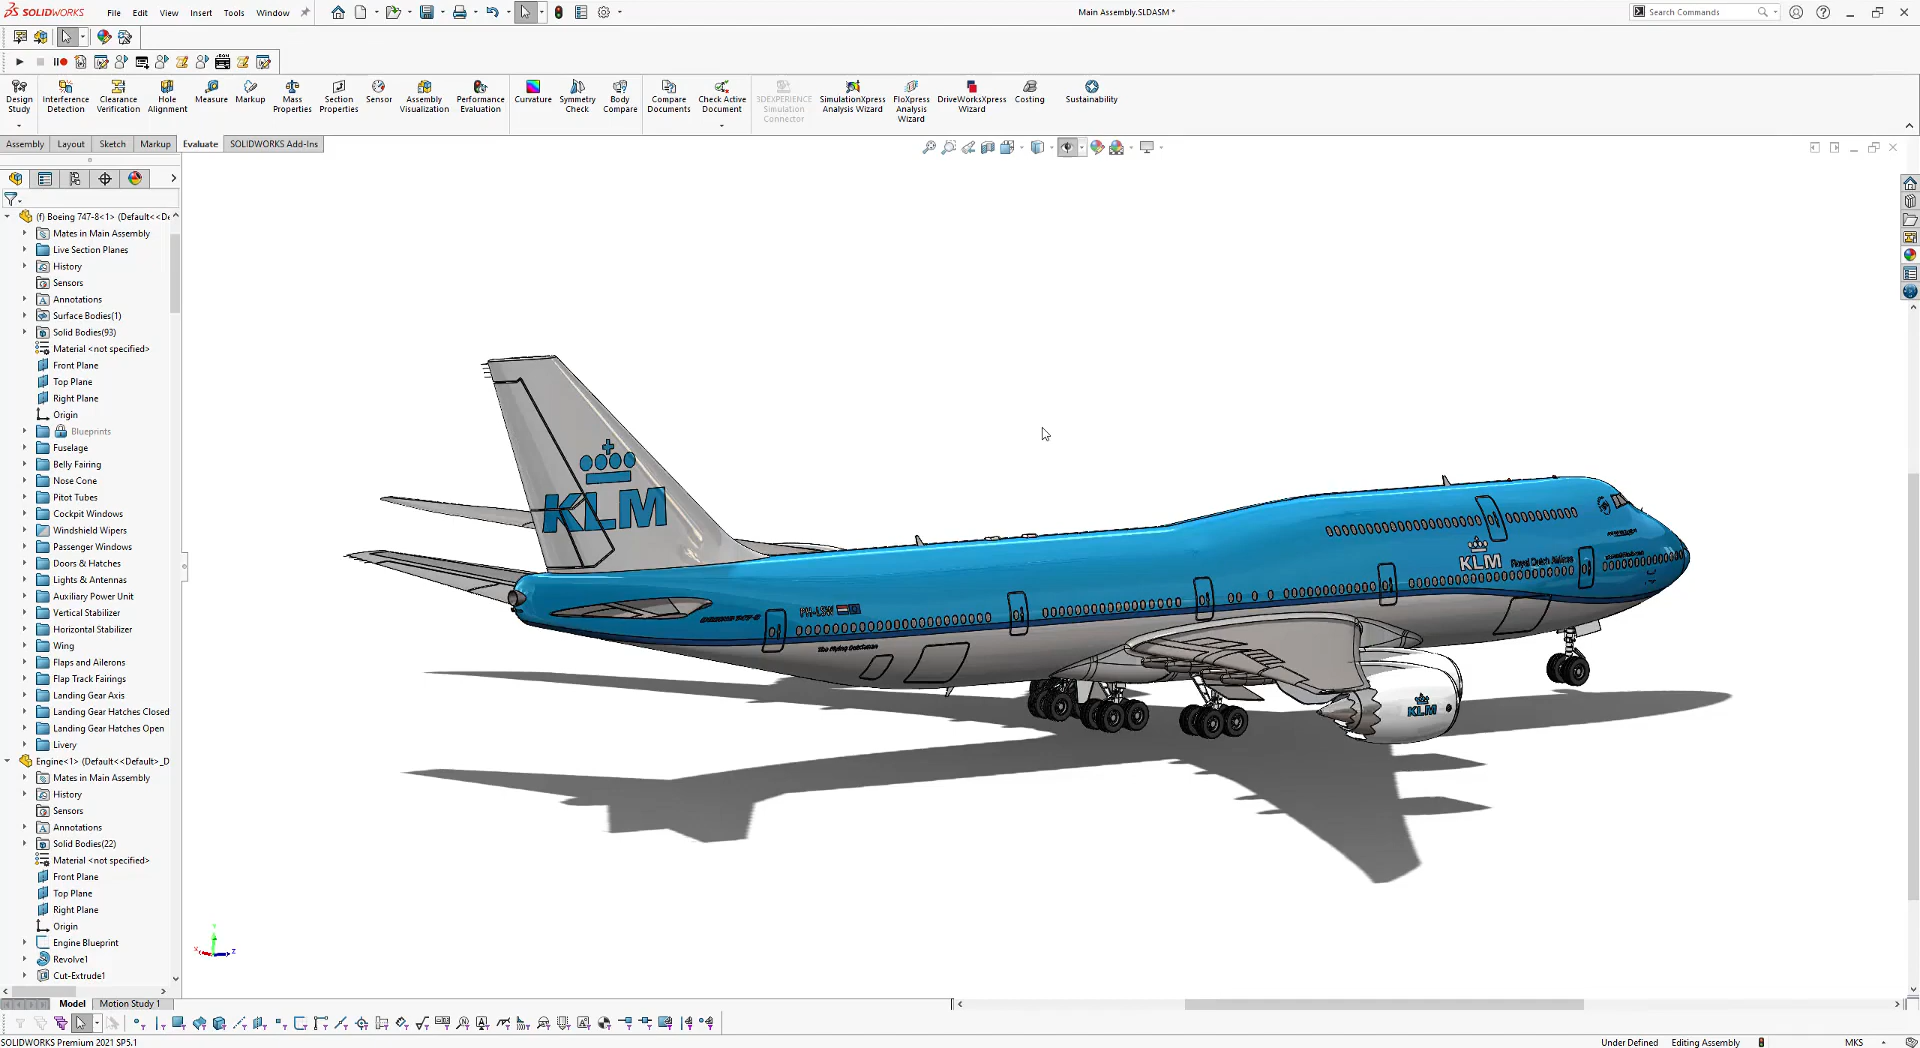 SOLIDWORKS File Edit View Insert Tools Window
Main Assembly.SLDASM *
Search Commands
Design Study
Interference Detection
Clearance Verification
Hole Alignment
Measure
Markup
Mass Properties
Section Properties
Sensor
Assembly Visualization
Performance Evaluation
Curvature
Symmetry Check
Body Compare
Compare Documents
Check Active Document
3DEXPERIENCE Simulation Connector
SimulationXpress Analysis Wizard
FloXpress Analysis Wizard
DriveWorksXpress Wizard
Costing
Sustainability
Assembly Layout Sketch Markup Evaluate SOLIDWORKS Add-Ins
(f) Boeing 747-8<1> (Default<<De
Mates in Main Assembly
Live Section Planes
History
Sensors
Annotations
Surface Bodies(1)
Solid Bodies(93)
Material <not specified>
Front Plane
Top Plane
Right Plane
Origin
Blueprints
Fuselage
Belly Fairing
Nose Cone
Pitot Tubes
Cockpit Windows
Windshield Wipers
Passenger Windows
Doors & Hatches
Lights & Antennas
Auxiliary Power Unit
Vertical Stabilizer
Horizontal Stabilizer
Wing
Flaps and Ailerons
Flap Track Fairings
Landing Gear Axis
Landing Gear Hatches Closed
Landing Gear Hatches Open
Livery
Engine<1> (Default<<Default>_D
Mates in Main Assembly
History
Sensors
Annotations
Solid Bodies(22)
Material <not specified>
Front Plane
Top Plane
Right Plane
Origin
Engine Blueprint
Revolve1
Cut-Extrude1
KLM
KLM Royal Dutch Airlines
The Flying Dutchman
KLM
Model Motion Study 1
SOLIDWORKS Premium 2021 SP5.1
Under Defined Editing Assembly MKS